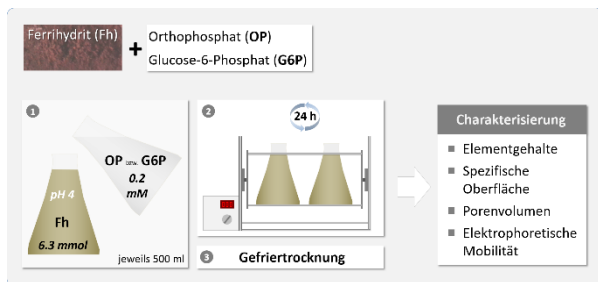 Ferrihydrit (Fh)
+
Orthophosphat (OP)
Glucose-6-Phosphat (G6P)
1
OP bzw. G6P
0.2
mM
pH 4
Fh
6.3 mmol
jeweils 500 ml
2
24 h
3 Gefriertrocknung
Charakterisierung
Elementgehalte
Spezifische
Oberfläche
Porenvolumen
Elektrophoretische
Mobilität